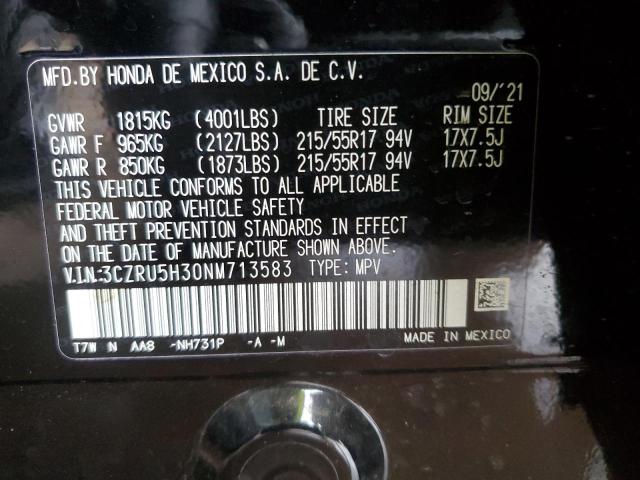 MFD.BY HONDA DE MEXICO S.A. DE C.V.
09/'21
GVWR 1815KG (4001LBS) TIRE SIZE RIM SIZE
GAWR F 965KG (2127LBS) 215/55R17 94V 17X7.5J
GAWR R 850KG (1873LBS) 215/55R17 94V 17X7.5J
THIS VEHICLE CONFORMS TO ALL APPLICABLE
FEDERAL MOTOR VEHICLE SAFETY
AND THEFT PREVENTION STANDARDS IN EFFECT
ON THE DATE OF MANUFACTURE SHOWN ABOVE.
V.I.N:3CZRU5H30NM713583 TYPE: MPV
T7W N AA8 -NH731P -A -M
MADE IN MEXICO